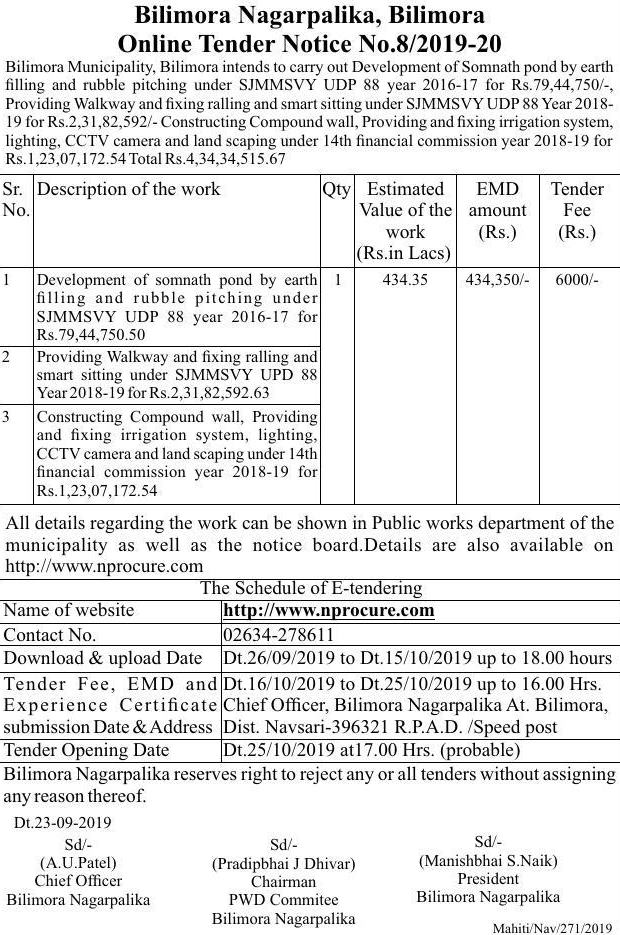 Bilimora Nagarpalika, Bilimora
Online Tender Notice No.8/2019-20
Bilimora Municipality, Bilimora intends to carry out Development of Somnath pond by earth
filling and rubble pitching under SJMMSVY UDP 88 year 2016-17 for Rs.79,44,750/-,
Providing Walkway and fixing ralling and smart sitting under SJMMSVY UDP 88 Year 2018-
19 for Rs.2,31,82,592/- Constructing Compound wall, Providing and fixing irrigation system,
lighting, CCTV camera and land scaping under 14th financial commission year 2018-19 for
Rs.1,23,07,172.54 Total Rs.4,34,34,515.67
Sr. No. Description of the work Qty Estimated Value of the work (Rs.in Lacs) EMD amount (Rs.) Tender Fee (Rs.)
1 Development of somnath pond by earth 1 434.35 434,350/- 6000/-
filling and rubble pitching under
SJMMSVY UDP 88 year 2016-17 for
Rs.79,44,750.50
2 Providing Walkway and fixing ralling and
smart sitting under SJMMSVY UPD 88
Year 2018-19 for Rs.2,31,82,592.63
3 Constructing Compound wall, Providing
and fixing irrigation system, lighting,
CCTV camera and land scaping under 14th
financial commission year 2018-19 for
Rs.1,23,07,172.54
All details regarding the work can be shown in Public works department of the
municipality as well as the notice board.Details are also available on
http://www.nprocure.com
The Schedule of E-tendering
Name of website http://www.nprocure.com
Contact No. 02634-278611
Download & upload Date Dt.26/09/2019 to Dt.15/10/2019 up to 18.00 hours
Tender Fee, EMD and Dt.16/10/2019 to Dt.25/10/2019 up to 16.00 Hrs.
Experience Certificate Chief Officer, Bilimora Nagarpalika At. Bilimora,
submission Date & Address Dist. Navsari-396321 R.P.A.D. /Speed post
Tender Opening Date Dt.25/10/2019 at17.00 Hrs. (probable)
Bilimora Nagarpalika reserves right to reject any or all tenders without assigning
any reason thereof.
Dt.23-09-2019
Sd/-
(A.U.Patel)
Chief Officer
Bilimora Nagarpalika
Sd/-
(Pradipbhai J Dhivar)
Chairman
PWD Commitee
Bilimora Nagarpalika
Sd/-
(Manishbhai S.Naik)
President
Bilimora Nagarpalika
Mahiti/Nav/271/2019